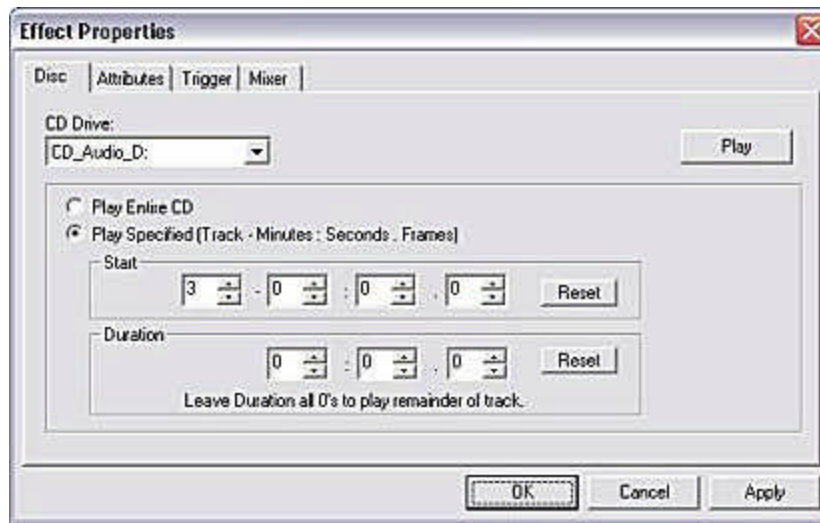 Effect Properties
Disc Attributes Trigger Mixer
CD Drive:
CD_Audio_D: Play
Play Entire CD
Play Specified (Track - Minutes : Seconds . Frames)
Start
3 - 0 : 0 . 0 Reset
Duration
0 : 0 . 0 Reset
Leave Duration all 0's to play remainder of track.
OK Cancel Apply